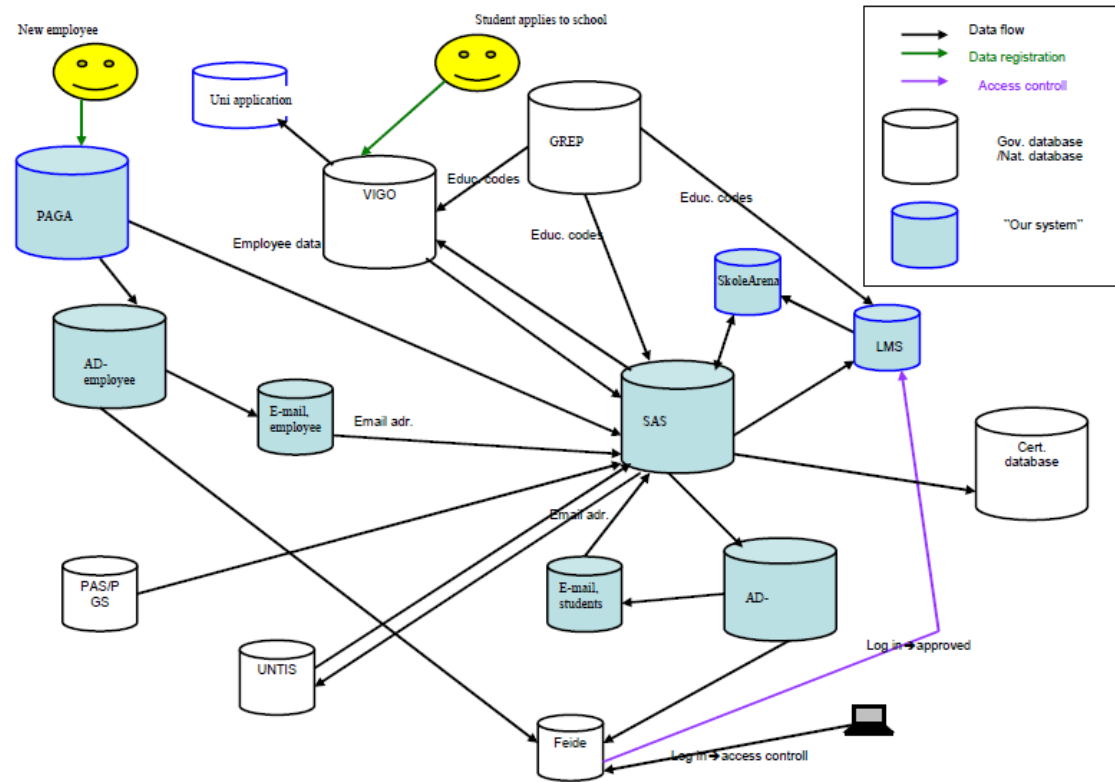 New employee
Student applies to school
Data flow
Data registration
Access controll
Gov. database
/Nat. database
"Our system"
Uni application
GREP
VIGO
Educ. codes
Educ. codes
Educ. codes
PAGA
Employee data
SkoleArena
LMS
AD-
employee
E-mail,
employee
Email adr.
SAS
Cert.
database
Email adr.
PAS/P
GS
E-mail,
students
AD-
UNTIS
Log in➔approved
Feide
Log in➔access controll